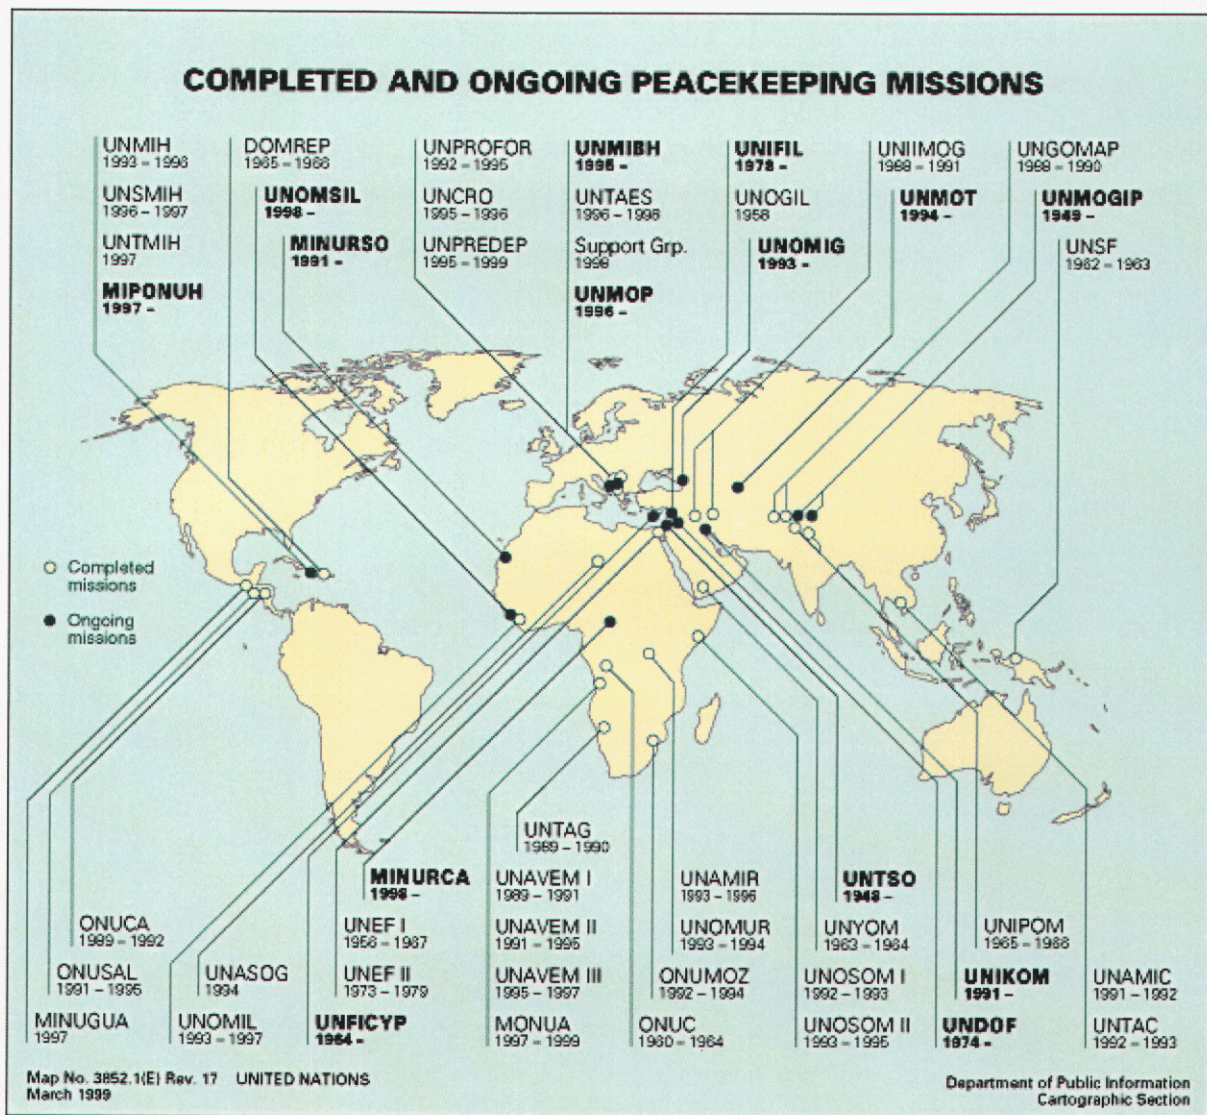 COMPLETED AND ONGOING PEACEKEEPING MISSIONS
UNMIH
1993 – 1996
UNSMIH
1996 – 1997
UNTMIH
1997
MIPONUH
1997 –
DOMREP
1965 – 1966
UNOMSIL
1998 –
MINURSO
1991 –
UNPROFOR
1992 – 1995
UNCRO
1995 – 1996
UNPREDEP
1995 – 1999
UNMIBH
1995 –
UNTAES
1996 – 1998
Support Grp.
1998
UNMOP
1996 –
UNIFIL
1978 –
UNOGIL
1958
UNOMIG
1993 –
UNIIMOG
1988 – 1991
UNMOT
1994 –
UNGOMAP
1988 – 1990
UNMOGIP
1949 –
UNSF
1962 – 1963
Completed
missions
Ongoing
missions
ONUCA
1989 – 1992
ONUSAL
1991 – 1995
MINUGUA
1997
UNASOG
1994
UNOMIL
1993 – 1997
MINURCA
1998 –
UNEF I
1956 – 1967
UNEF II
1973 – 1979
UNFICYP
1964 –
UNTAG
1989 – 1990
UNAVEM I
1989 – 1991
UNAVEM II
1991 – 1995
UNAVEM III
1995 – 1997
MONUA
1997 – 1999
UNAMIR
1993 – 1996
UNOMUR
1993 – 1994
ONUMOZ
1992 – 1994
ONUC
1960 – 1964
UNTSO
1948 –
UNYOM
1963 – 1964
UNOSOM I
1992 – 1993
UNOSOM II
1993 – 1995
UNIPOM
1965 – 1966
UNIKOM
1991 –
UNDOF
1974 –
UNAMIC
1991 – 1992
UNTAC
1992 – 1993
Map No. 3852.1(E) Rev. 17 UNITED NATIONS
March 1999
Department of Public Information
Cartographic Section